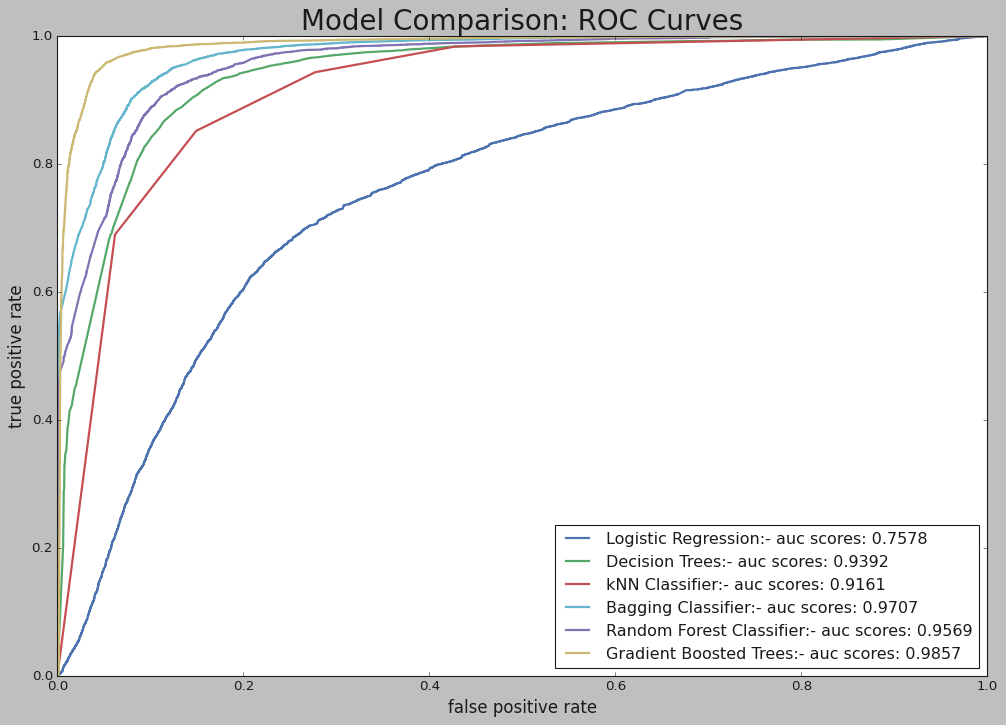 Model Comparison: ROC Curves
1.0
0.8
0.6
0.4
0.2
0.0
true positive rate
Logistic Regression:- auc scores: 0.7578
Decision Trees:- auc scores: 0.9392
kNN Classifier:- auc scores: 0.9161
Bagging Classifier:- auc scores: 0.9707
Random Forest Classifier:- auc scores: 0.9569
Gradient Boosted Trees:- auc scores: 0.9857
0.0 0.2 0.4 0.6 0.8 1.0
false positive rate